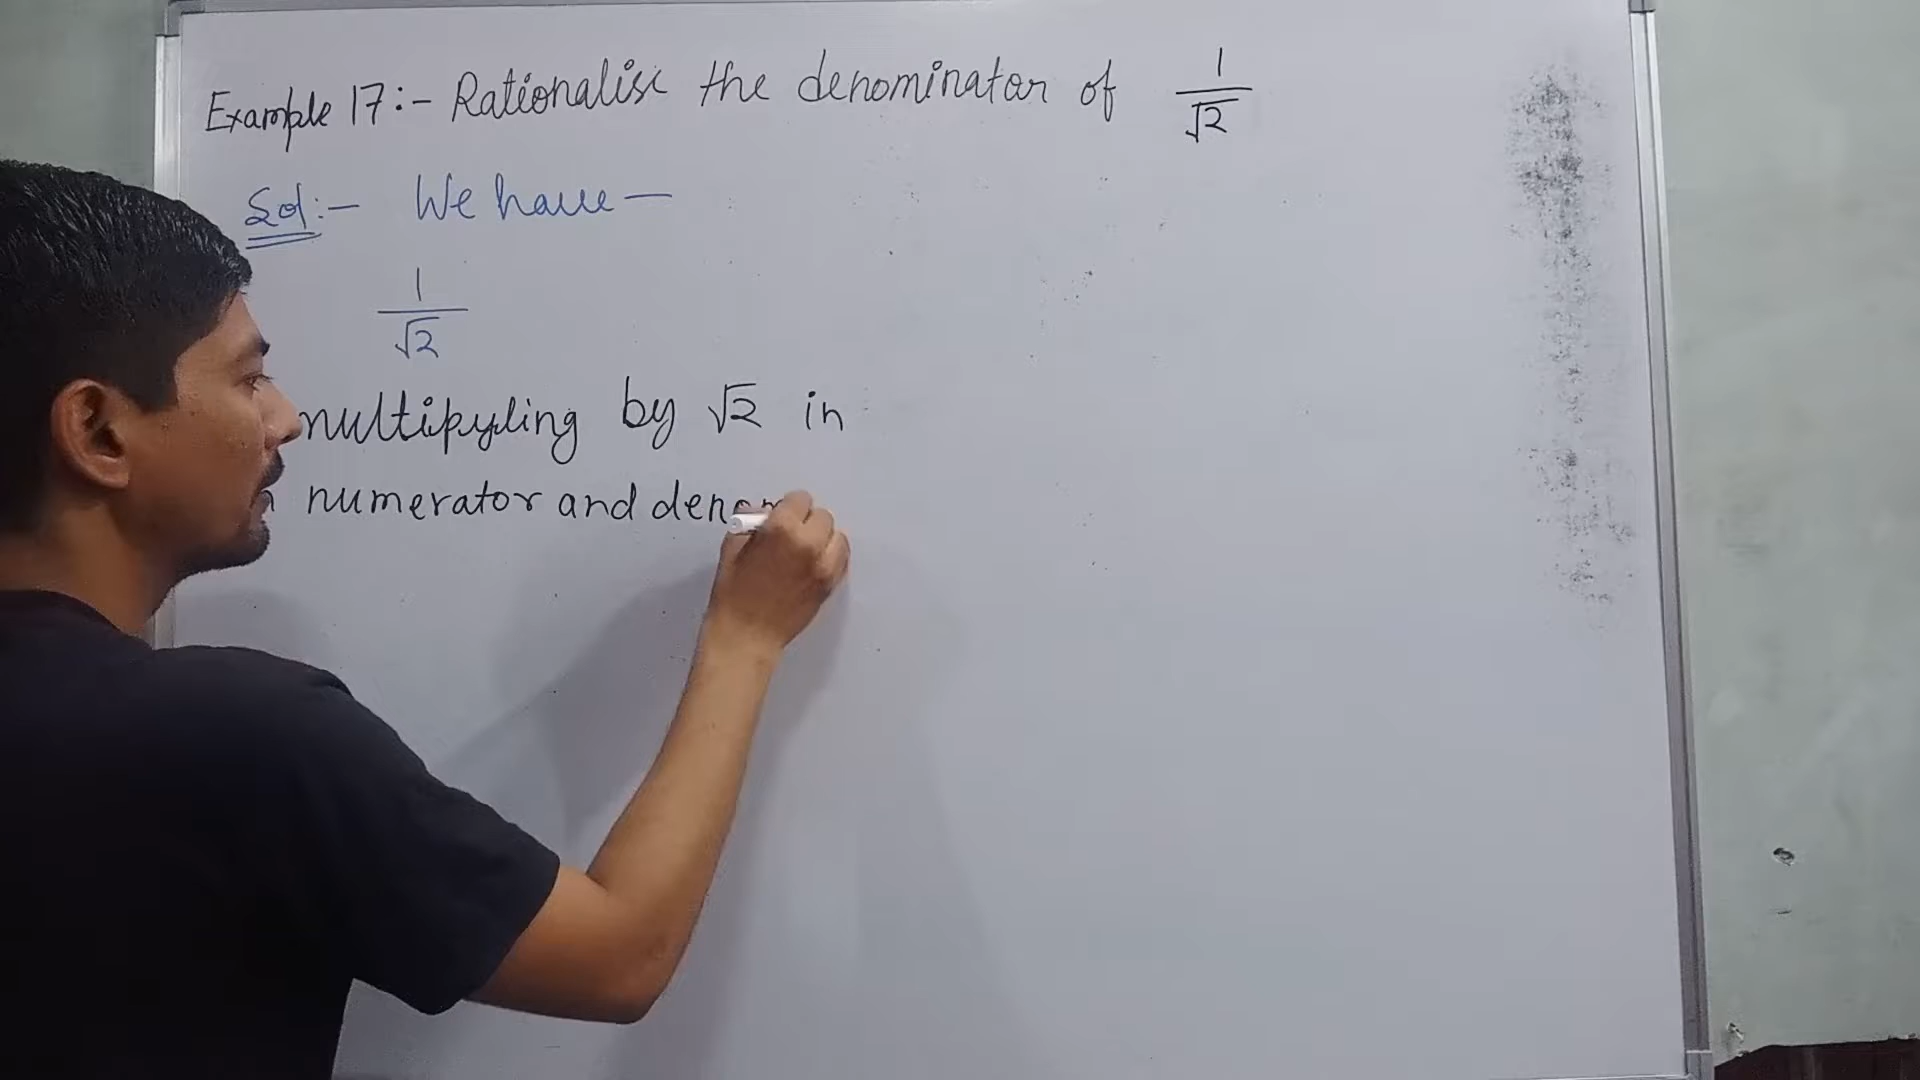 Example 17:- Rationalise the denominator of 1/√2
Sol:- We have—
1/√2
multipyling by √2 in
numerator and denom